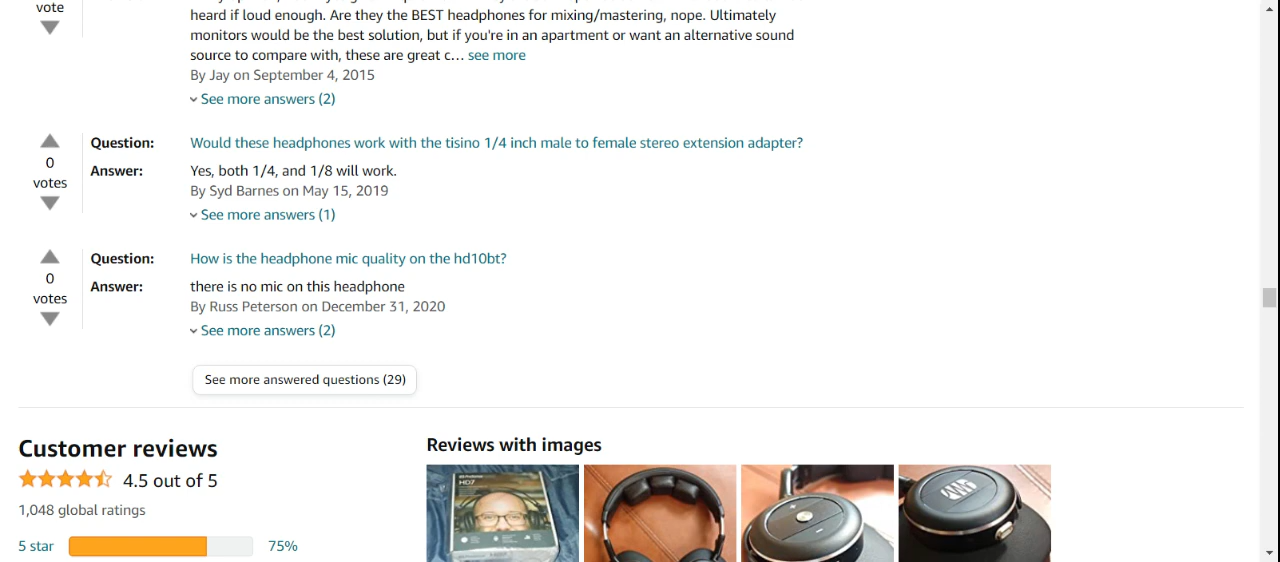 vote
heard if loud enough. Are they the BEST headphones for mixing/mastering, nope. Ultimately
monitors would be the best solution, but if you're in an apartment or want an alternative sound
source to compare with, these are great c... see more
By Jay on September 4, 2015
See more answers (2)
0
votes
Question: Would these headphones work with the tisino 1/4 inch male to female stereo extension adapter?
Answer: Yes, both 1/4, and 1/8 will work.
By Syd Barnes on May 15, 2019
See more answers (1)
0
votes
Question: How is the headphone mic quality on the hd10bt?
Answer: there is no mic on this headphone
By Russ Peterson on December 31, 2020
See more answers (2)
See more answered questions (29)
Customer reviews
4.5 out of 5
1,048 global ratings
5 star 75%
Reviews with images
HD7